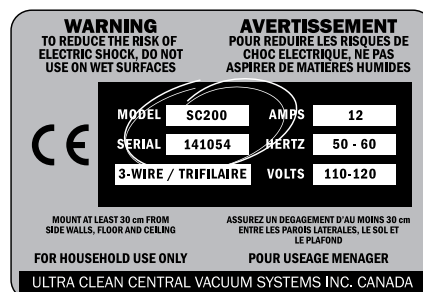 WARNING
TO REDUCE THE RISK OF
ELECTRIC SHOCK, DO NOT
USE ON WET SURFACES
AVERTISSEMENT
POUR REDUIRE LES RISQUES DE
CHOC ELECTRIQUE, NE PAS
ASPIRER DE MATIERES HUMIDES
CE
MODEL SC200
SERIAL 141054
3-WIRE / TRIFILAIRE
AMPS 12
HERTZ 50 - 60
VOLTS 110-120
MOUNT AT LEAST 30 cm FROM
SIDE WALLS, FLOOR AND CEILING
ASSUREZ UN DEGAGEMENT D'AU MOINS 30 cm
ENTRE LES PAROIS LATERALES, LE SOL ET
LE PLAFOND
FOR HOUSEHOLD USE ONLY
POUR USEAGE MENAGER
ULTRA CLEAN CENTRAL VACUUM SYSTEMS INC. CANADA